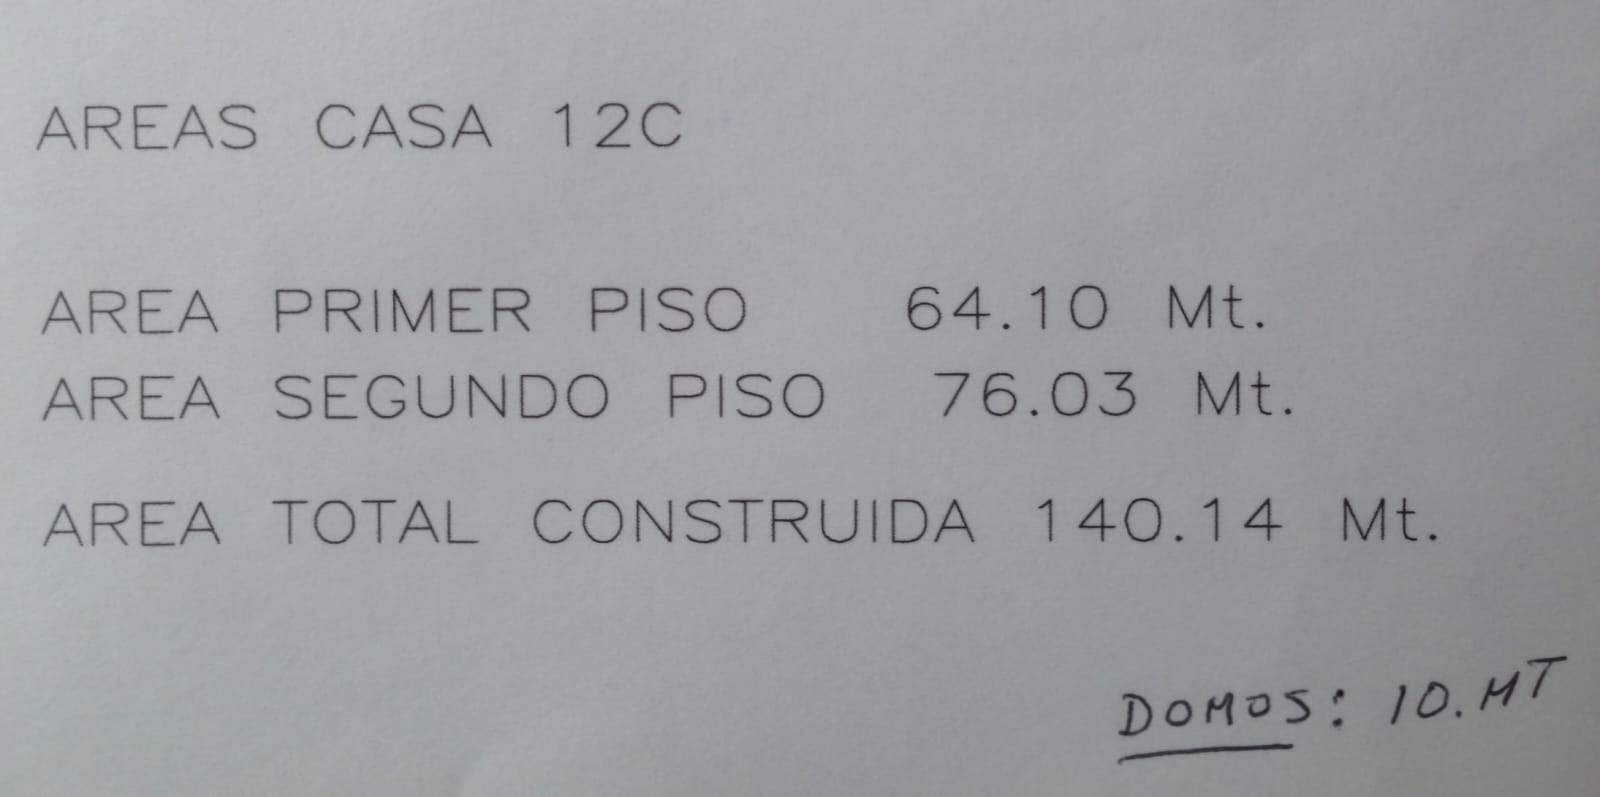 AREAS CASA 12C
AREA PRIMER PISO 64.10 Mt.
AREA SEGUNDO PISO 76.03 Mt.
AREA TOTAL CONSTRUIDA 140.14 Mt.
DOMOS: 10.MT